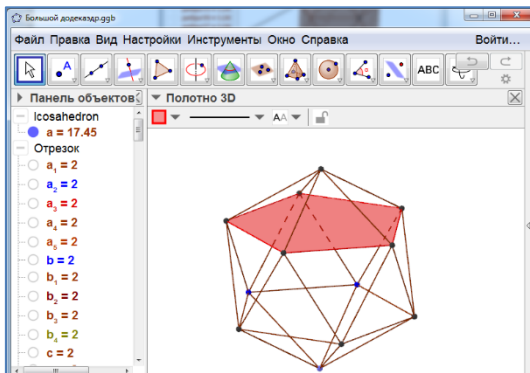 Большой додекаэдр.ggb
Файл Правка Вид Настройки Инструменты Окно Справка Войти...
A ABC
Панель объектов
Полотно 3D
AA
Icosahedron
a = 17.45
Отрезок
a₁ = 2
a₂ = 2
a₃ = 2
a₄ = 2
a₅ = 2
b = 2
b₁ = 2
b₂ = 2
b₃ = 2
b₄ = 2
c = 2